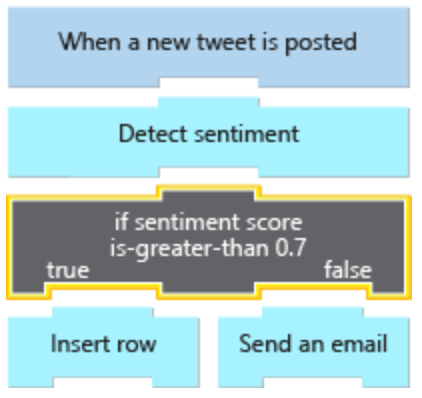 When a new tweet is posted
Detect sentiment
if sentiment score
is-greater-than 0.7
true false
Insert row Send an email